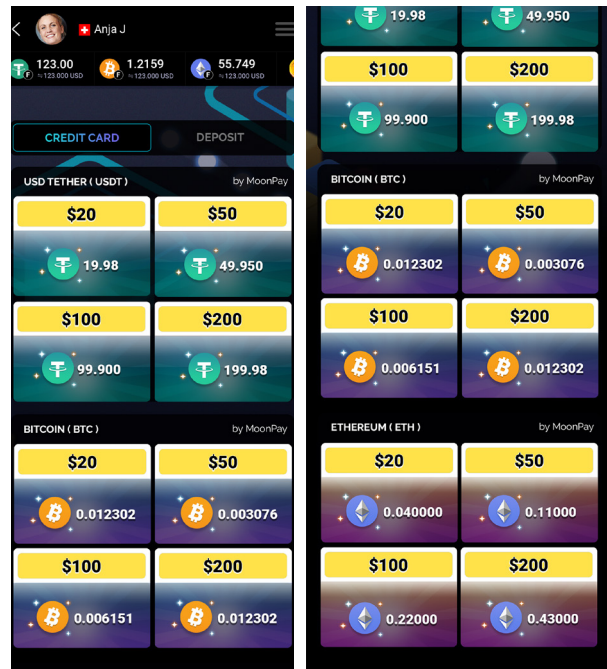 Anja J
123.00 1.2159 55.749
≈123.000 USD ≈123.000 USD ≈123.000 USD
CREDIT CARD DEPOSIT
USD TETHER ( USDT ) by MoonPay
$20 $50
19.98 49.950
$100 $200
99.900 199.98
BITCOIN ( BTC ) by MoonPay
$20 $50
0.012302 0.003076
$100 $200
0.006151 0.012302
19.98 49.950
$100 $200
99.900 199.98
BITCOIN ( BTC ) by MoonPay
$20 $50
0.012302 0.003076
$100 $200
0.006151 0.012302
ETHEREUM ( ETH ) by MoonPay
$20 $50
0.040000 0.11000
$100 $200
0.22000 0.43000